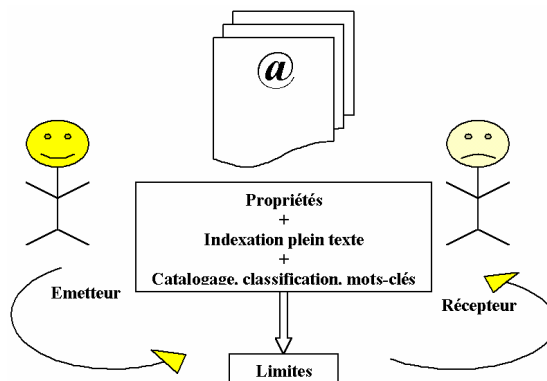 @
Propriétés
+
Indexation plein texte
+
Catalogage, classification, mots-clés
Emetteur
Récepteur
Limites